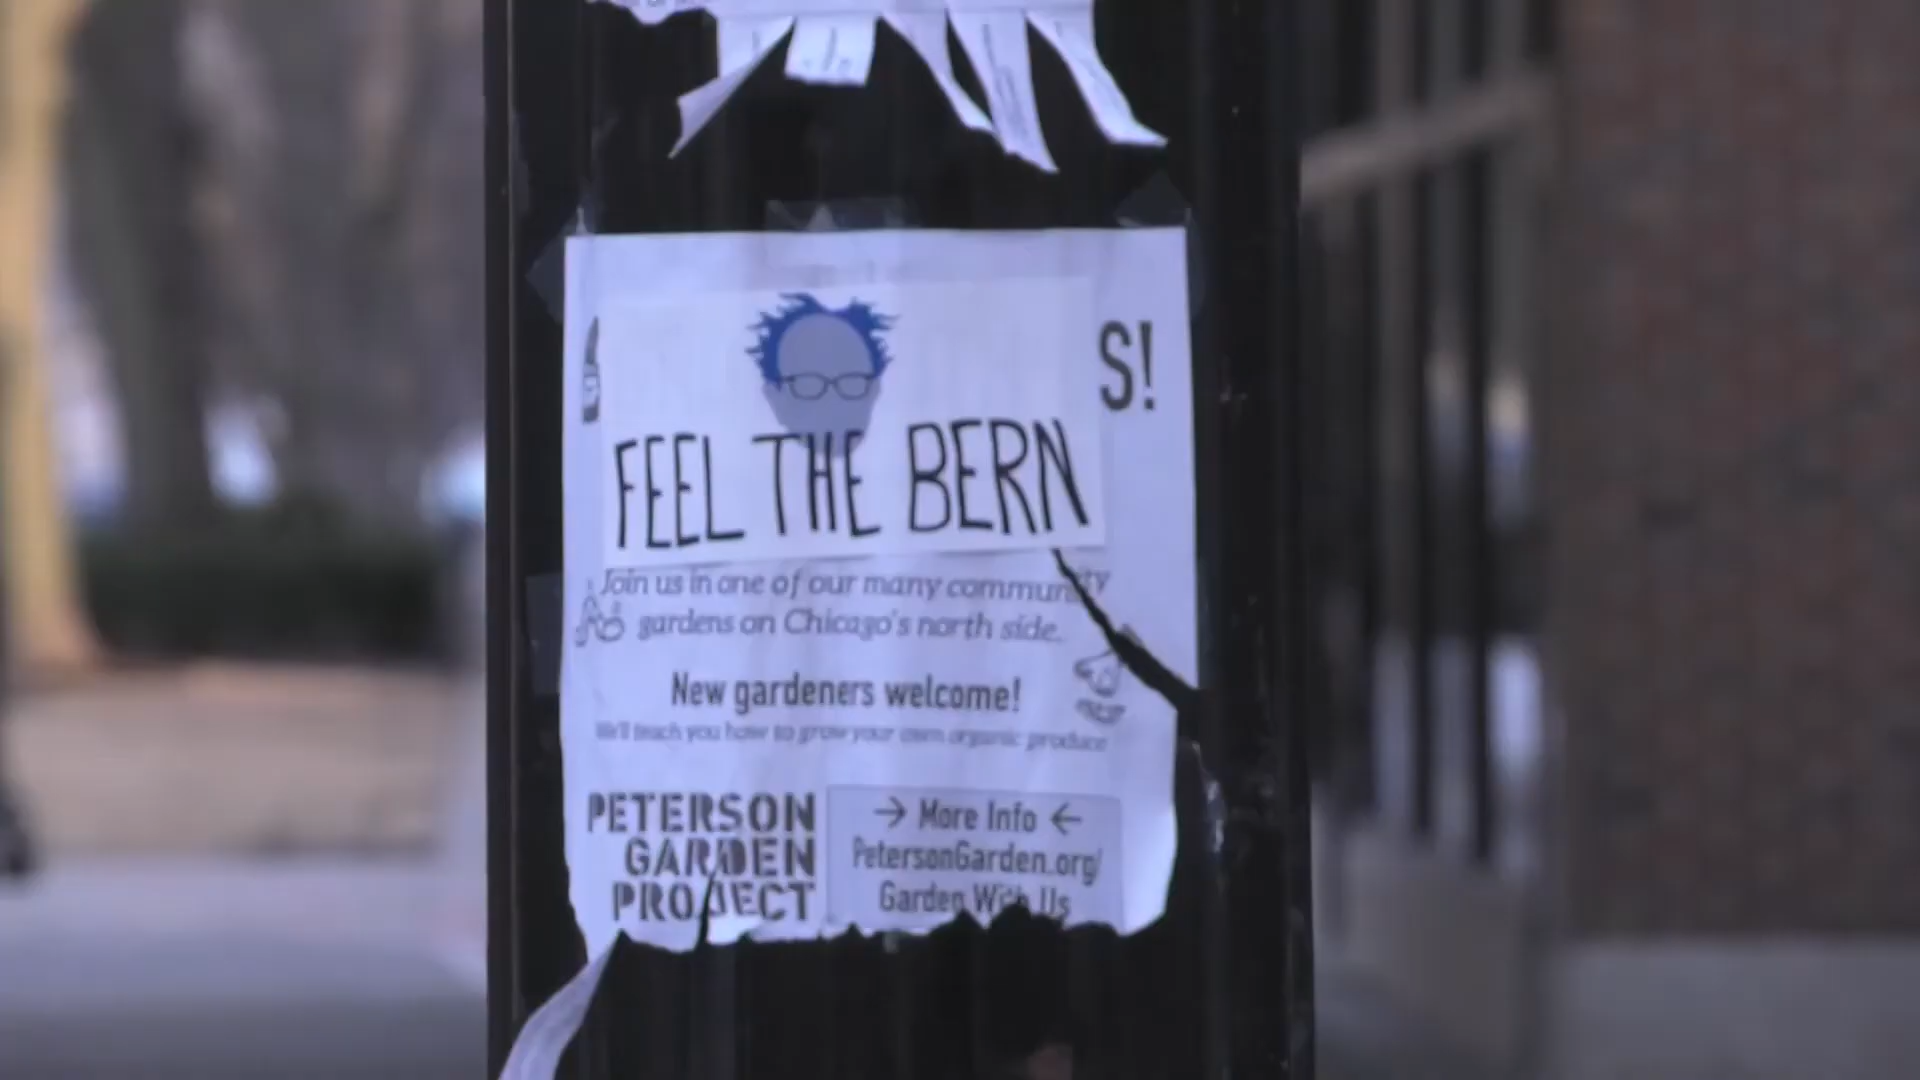 S!
FEEL THE BERN
Join us in one of our many community
gardens on Chicago's north side.
New gardeners welcome!
We'll teach you how to grow your own organic produce
PETERSON
GARDEN
PROJECT
→ More Info ←
PetersonGarden.org/
Garden With Us